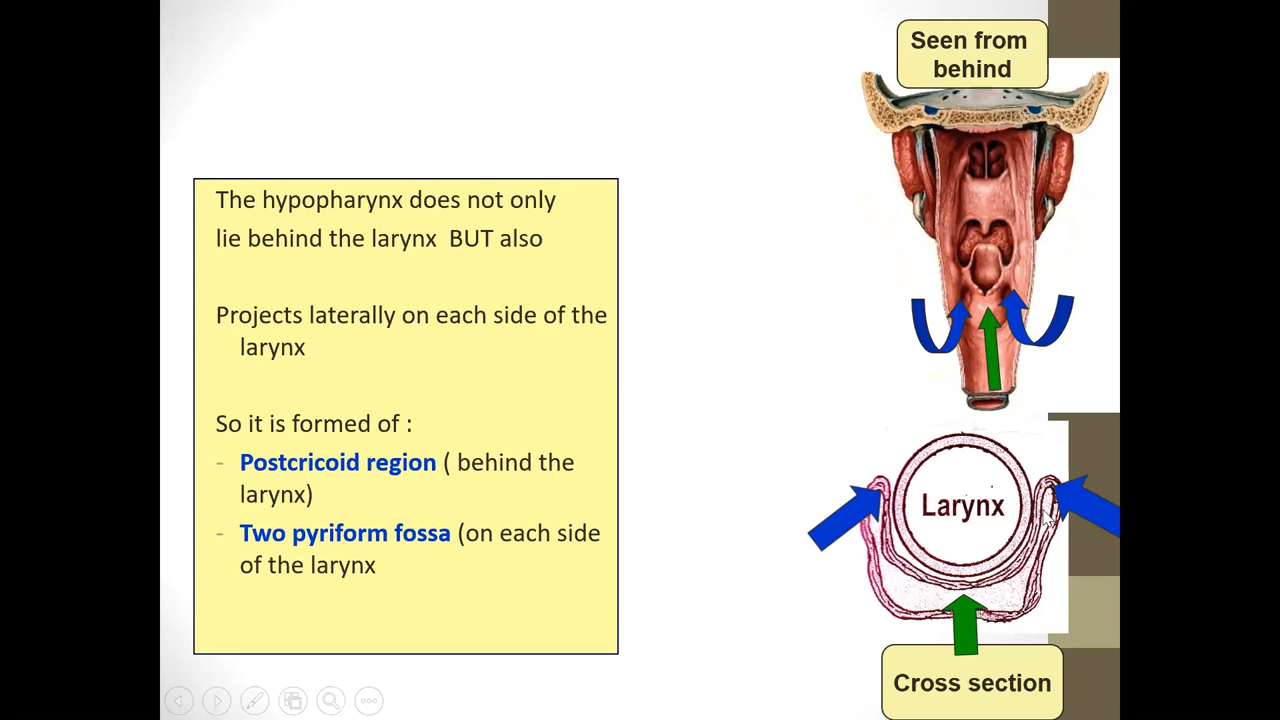 Seen from
behind
The hypopharynx does not only
lie behind the larynx BUT also
Projects laterally on each side of the
larynx
So it is formed of :
- Postcricoid region ( behind the
larynx)
- Two pyriform fossa (on each side
of the larynx
Larynx
Cross section